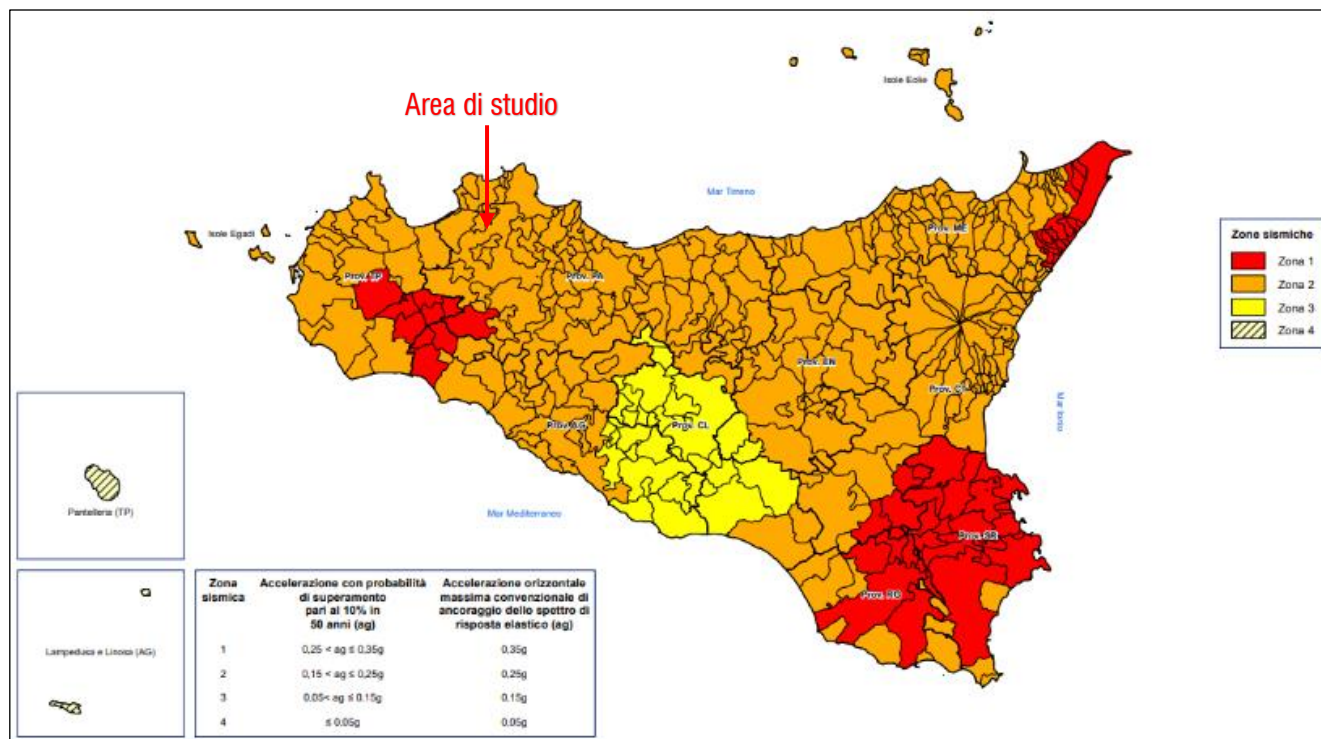 Area di studio
Isole Eolie
Mar Tirreno
Isole Egadi
Prov. ME
Prov. TP
Prov. PA
Zone sismiche
Zona 1
Zona 2
Zona 3
Zona 4
Prov. EN
Prov. CT
Mar Ionio
Prov. AG
Prov. CL
Pantelleria (TP)
Mar Mediterraneo
Prov. SR
Prov. RG
Lampedusa e Linosa (AG)
Zona sismica
Accelerazione con probabilità di superamento pari al 10% in 50 anni (ag)
Accelerazione orizzontale massima convenzionale di ancoraggio dello spettro di risposta elastico (ag)
1 0,25 < ag ≤ 0,35g 0,35g
2 0,15 < ag ≤ 0,25g 0,25g
3 0,05< ag ≤ 0,15g 0,15g
4 ≤ 0,05g 0,05g